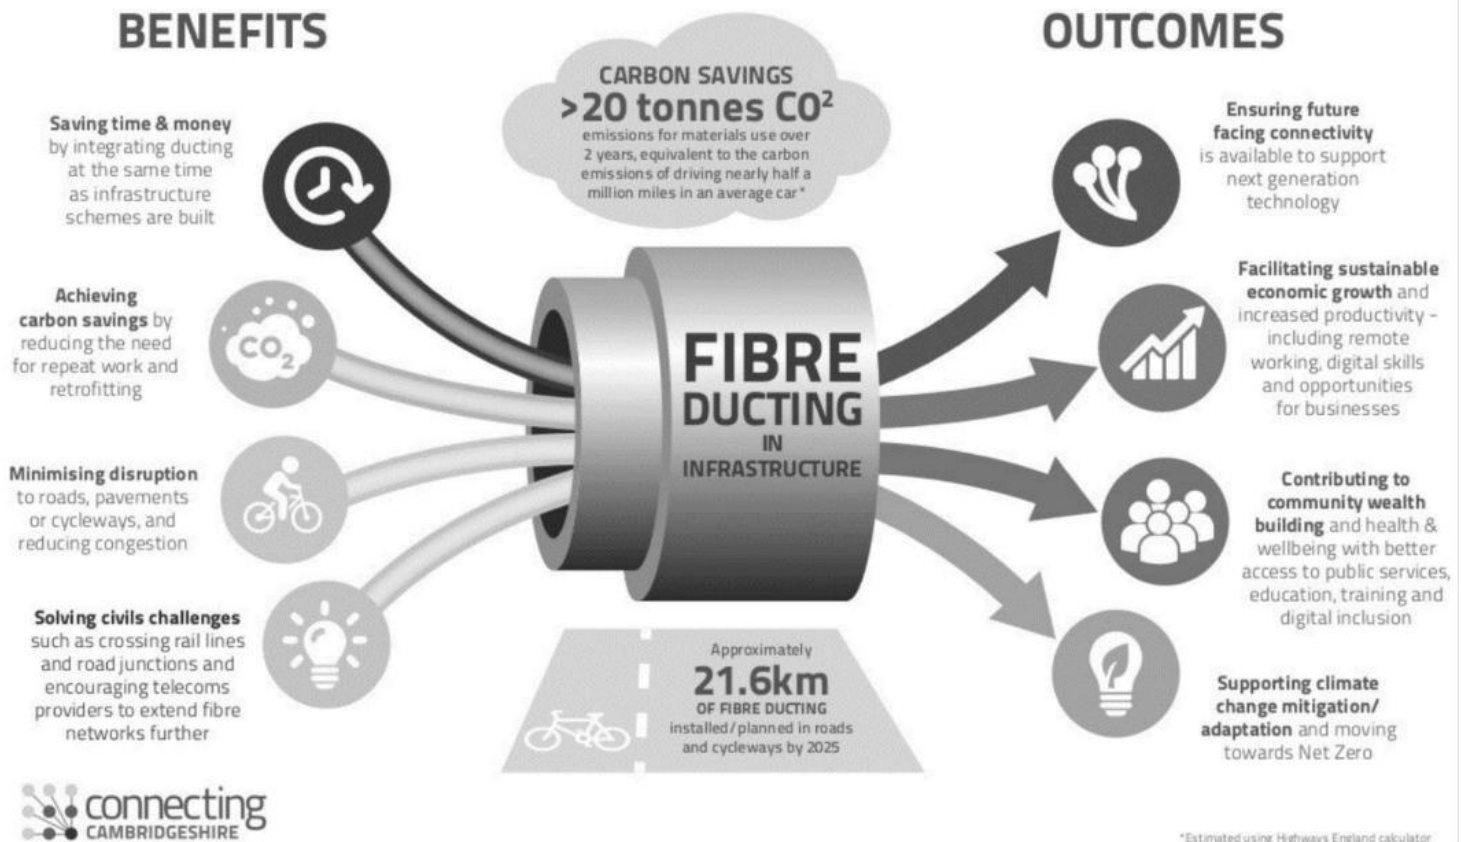 BENEFITS
Saving time & money
by integrating ducting
at the same time
as infrastructure
schemes are built
Achieving
carbon savings by
reducing the need
for repeat work and
retrofitting
CO₂
Minimising disruption
to roads, pavements
or cycleways, and
reducing congestion
Solving civils challenges
such as crossing rail lines
and road junctions and
encouraging telecoms
providers to extend fibre
networks further
CARBON SAVINGS
>20 tonnes CO²
emissions for materials use over
2 years, equivalent to the carbon
emissions of driving nearly half a
million miles in an average car*
FIBRE
DUCTING
IN
INFRASTRUCTURE
Approximately
21.6km
OF FIBRE DUCTING
installed/planned in roads
and cycleways by 2025
OUTCOMES
Ensuring future
facing connectivity
is available to support
next generation
technology
Facilitating sustainable
economic growth and
increased productivity –
including remote
working, digital skills
and opportunities
for businesses
Contributing to
community wealth
building and health &
wellbeing with better
access to public services,
education, training and
digital inclusion
Supporting climate
change mitigation/
adaptation and moving
towards Net Zero
connecting
CAMBRIDGESHIRE
*Estimated using Highways England calculator